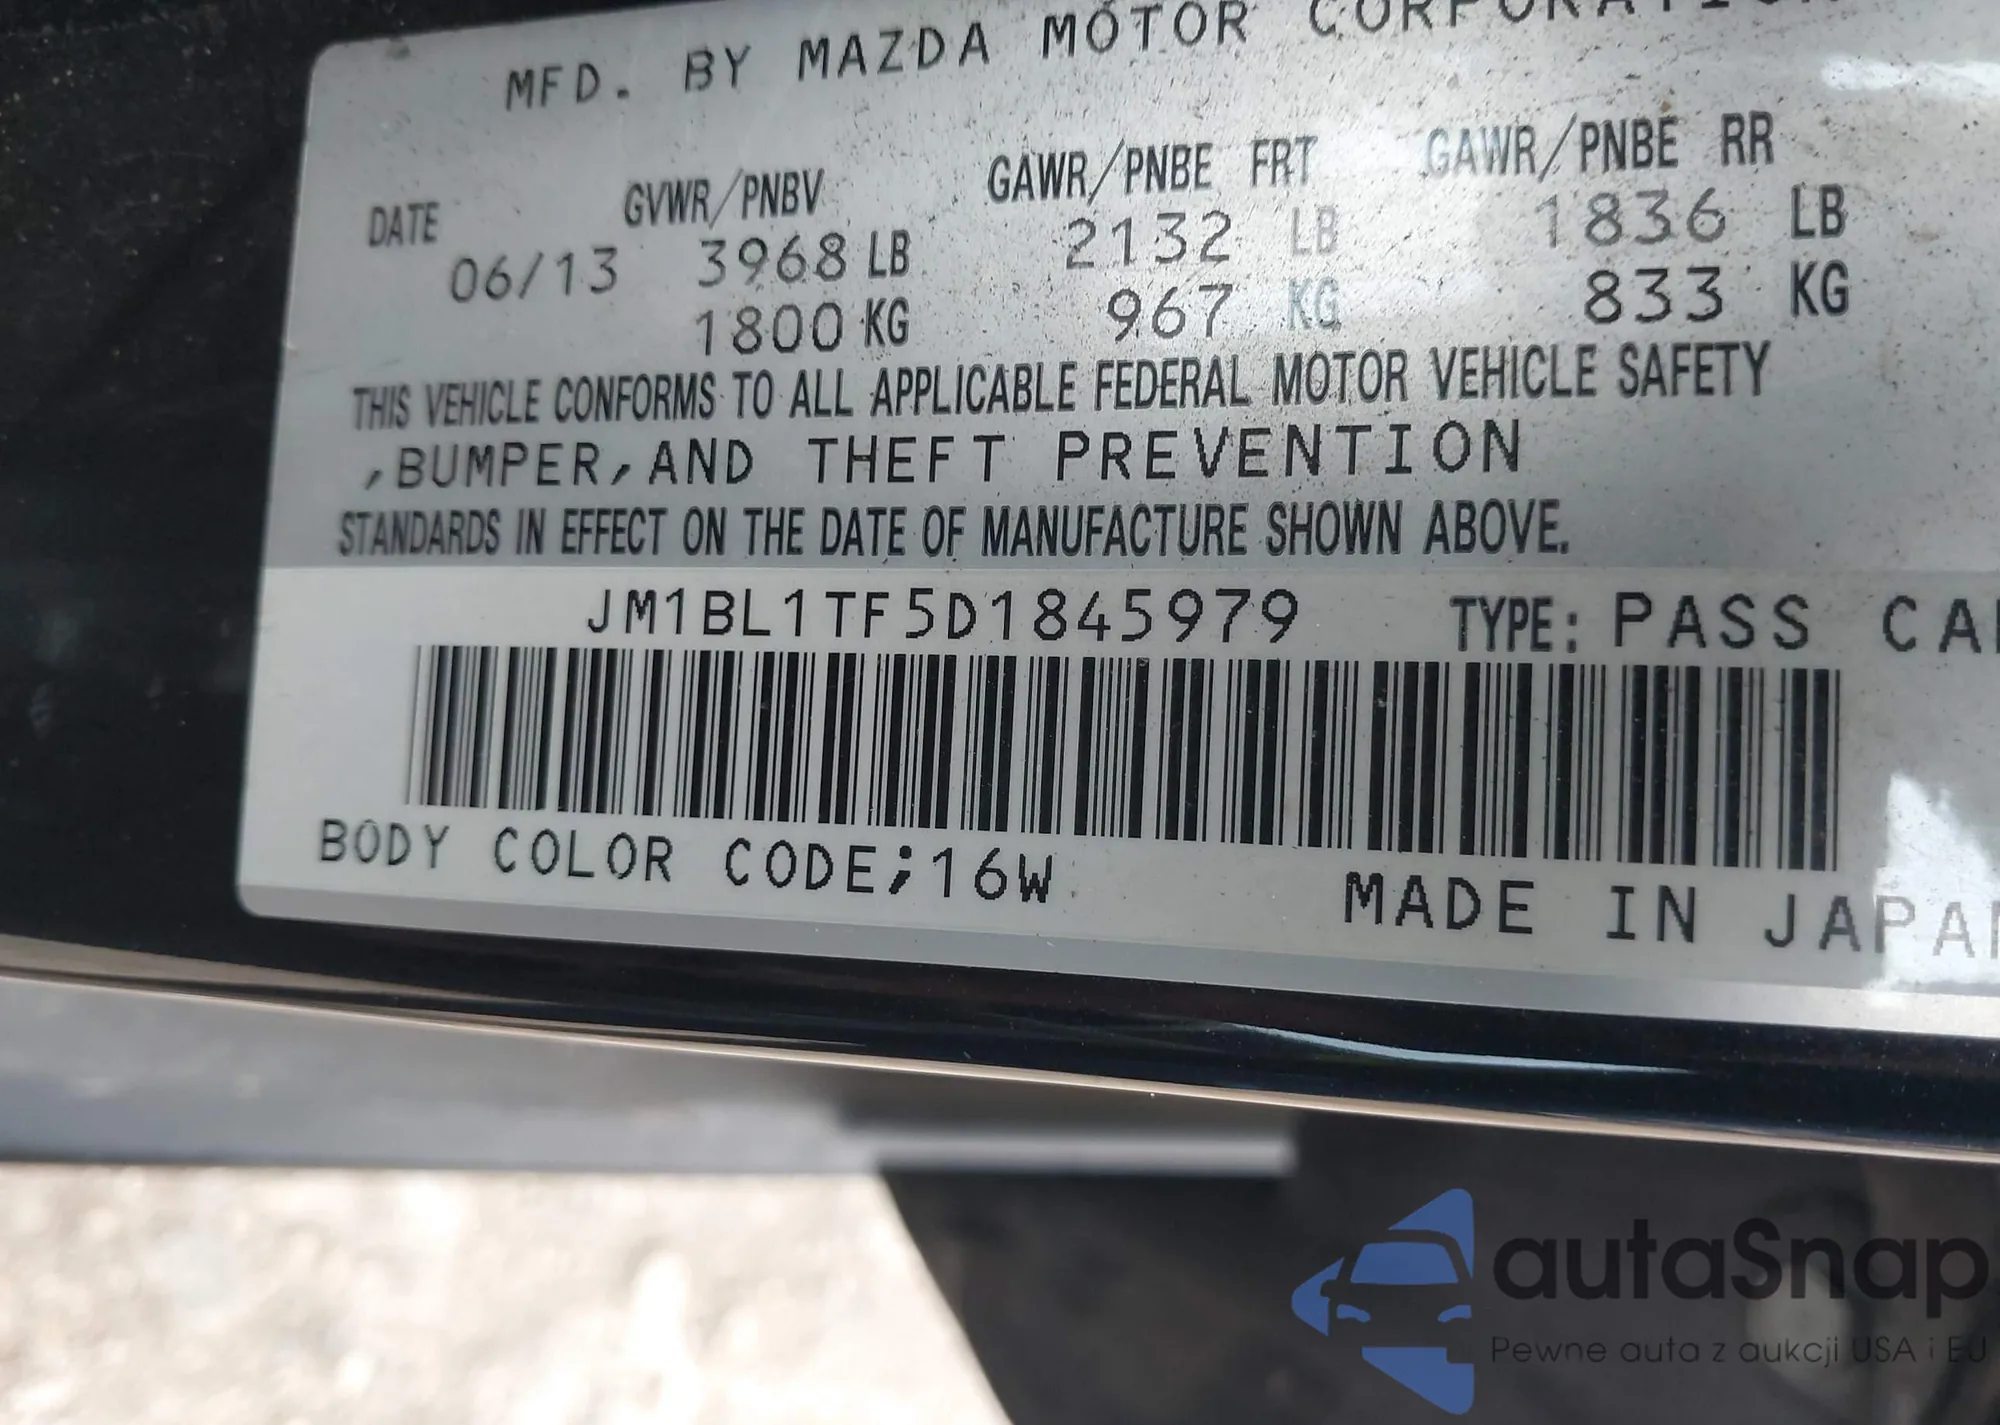 MFD. BY MAZDA MOTOR CORPORATION
DATE GVWR/PNBV GAWR/PNBE FRT GAWR/PNBE RR
06/13 3968 LB 2132 LB 1836 LB
1800 KG 967 KG 833 KG
THIS VEHICLE CONFORMS TO ALL APPLICABLE FEDERAL MOTOR VEHICLE SAFETY
,BUMPER,AND THEFT PREVENTION
STANDARDS IN EFFECT ON THE DATE OF MANUFACTURE SHOWN ABOVE.
JM1BL1TF5D1845979 TYPE: PASS CAR
BODY COLOR CODE;16W MADE IN JAPAN
autaSnap
Pewne auta z aukcji USA i EU